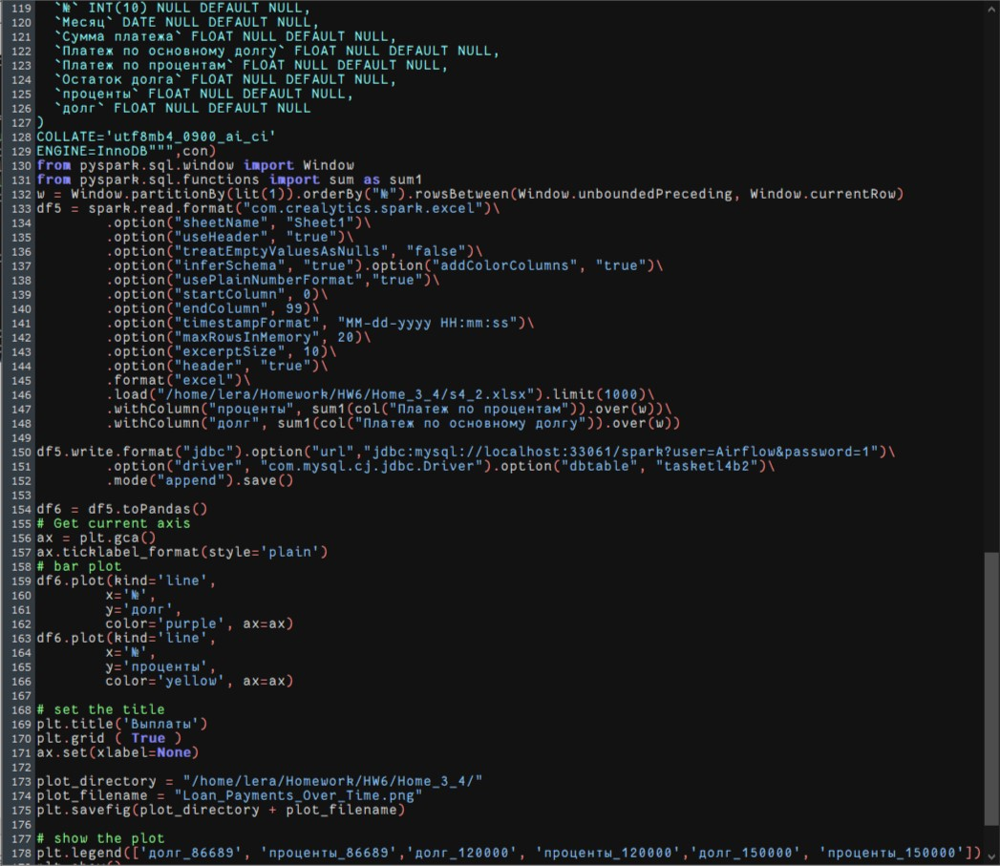 119 `№` INT(10) NULL DEFAULT NULL,
120 `Месяц` DATE NULL DEFAULT NULL,
121 `Сумма платежа` FLOAT NULL DEFAULT NULL,
122 `Платеж по основному долгу` FLOAT NULL DEFAULT NULL,
123 `Платеж по процентам` FLOAT NULL DEFAULT NULL,
124 `Остаток долга` FLOAT NULL DEFAULT NULL,
125 `проценты` FLOAT NULL DEFAULT NULL,
126 `долг` FLOAT NULL DEFAULT NULL
127 )
128 COLLATE='utf8mb4_0900_ai_ci'
129 ENGINE=InnoDB""",con)
130 from pyspark.sql.window import Window
131 from pyspark.sql.functions import sum as sum1
132 w = Window.partitionBy(lit(1)).orderBy("№").rowsBetween(Window.unboundedPreceding, Window.currentRow)
133 df5 = spark.read.format("com.crealytics.spark.excel")\
134 .option("sheetName", "Sheet1")\
135 .option("useHeader", "true")\
136 .option("treatEmptyValuesAsNulls", "false")\
137 .option("inferSchema", "true").option("addColorColumns", "true")\
138 .option("usePlainNumberFormat","true")\
139 .option("startColumn", 0)\
140 .option("endColumn", 99)\
141 .option("timestampFormat", "MM-dd-yyyy HH:mm:ss")\
142 .option("maxRowsInMemory", 20)\
143 .option("excerptSize", 10)\
144 .option("header", "true")\
145 .format("excel")\
146 .load("/home/lera/Homework/HW6/Home_3_4/s4_2.xlsx").limit(1000)\
147 .withColumn("проценты", sum1(col("Платеж по процентам")).over(w))\
148 .withColumn("долг", sum1(col("Платеж по основному долгу")).over(w))
149
150 df5.write.format("jdbc").option("url","jdbc:mysql://localhost:33061/spark?user=Airflow&password=1")\
151 .option("driver", "com.mysql.cj.jdbc.Driver").option("dbtable", "tasketl4b2")\
152 .mode("append").save()
153
154 df6 = df5.toPandas()
155 # Get current axis
156 ax = plt.gca()
157 ax.ticklabel_format(style='plain')
158 # bar plot
159 df6.plot(kind='line',
160 x='№',
161 y='долг',
162 color='purple', ax=ax)
163 df6.plot(kind='line',
164 x='№',
165 y='проценты',
166 color='yellow', ax=ax)
167
168 # set the title
169 plt.title('Выплаты')
170 plt.grid ( True )
171 ax.set(xlabel=None)
172
173 plot_directory = "/home/lera/Homework/HW6/Home_3_4/"
174 plot_filename = "Loan_Payments_Over_Time.png"
175 plt.savefig(plot_directory + plot_filename)
176
177 # show the plot
178 plt.legend(['долг_86689', 'проценты_86689','долг_120000', 'проценты_120000','долг_150000', 'проценты_150000'])